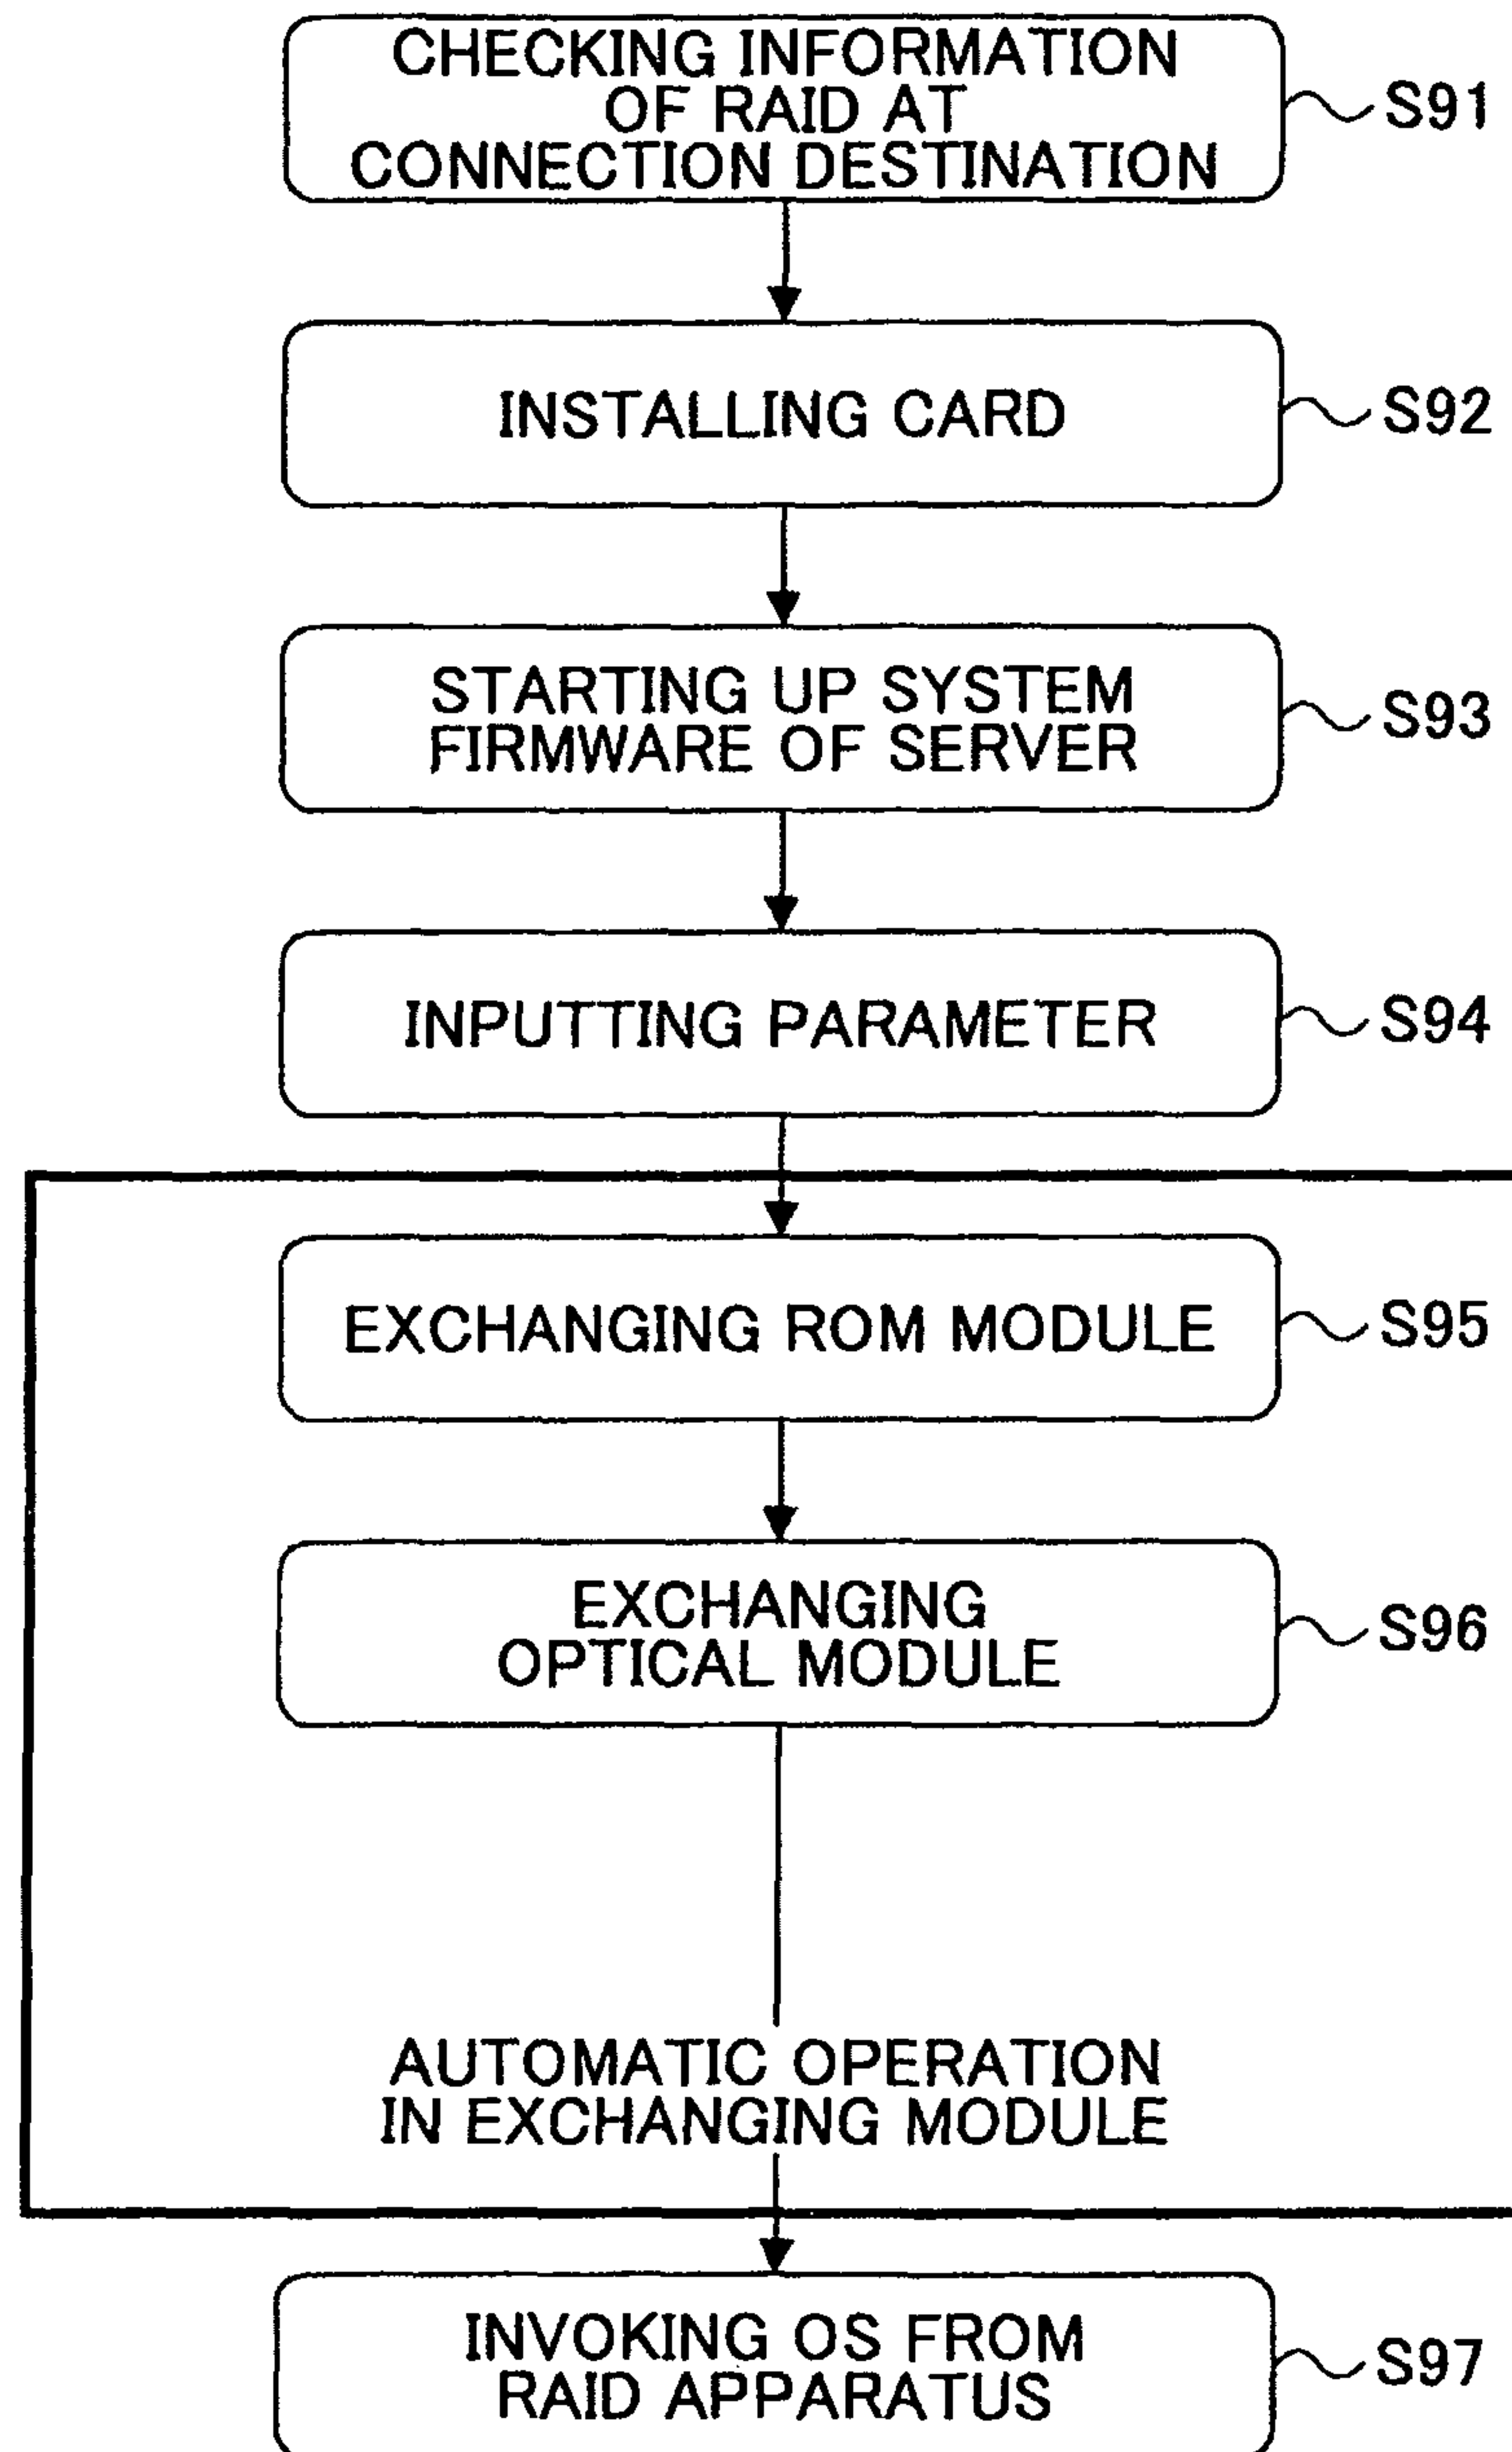 CHECKING INFORMATION
OF RAID AT
CONNECTION DESTINATION
S91
INSTALLING CARD
S92
STARTING UP SYSTEM
FIRMWARE OF SERVER
S93
INPUTTING PARAMETER
S94
EXCHANGING ROM MODULE
S95
EXCHANGING
OPTICAL MODULE
S96
AUTOMATIC OPERATION
IN EXCHANGING MODULE
INVOKING OS FROM
RAID APPARATUS
S97